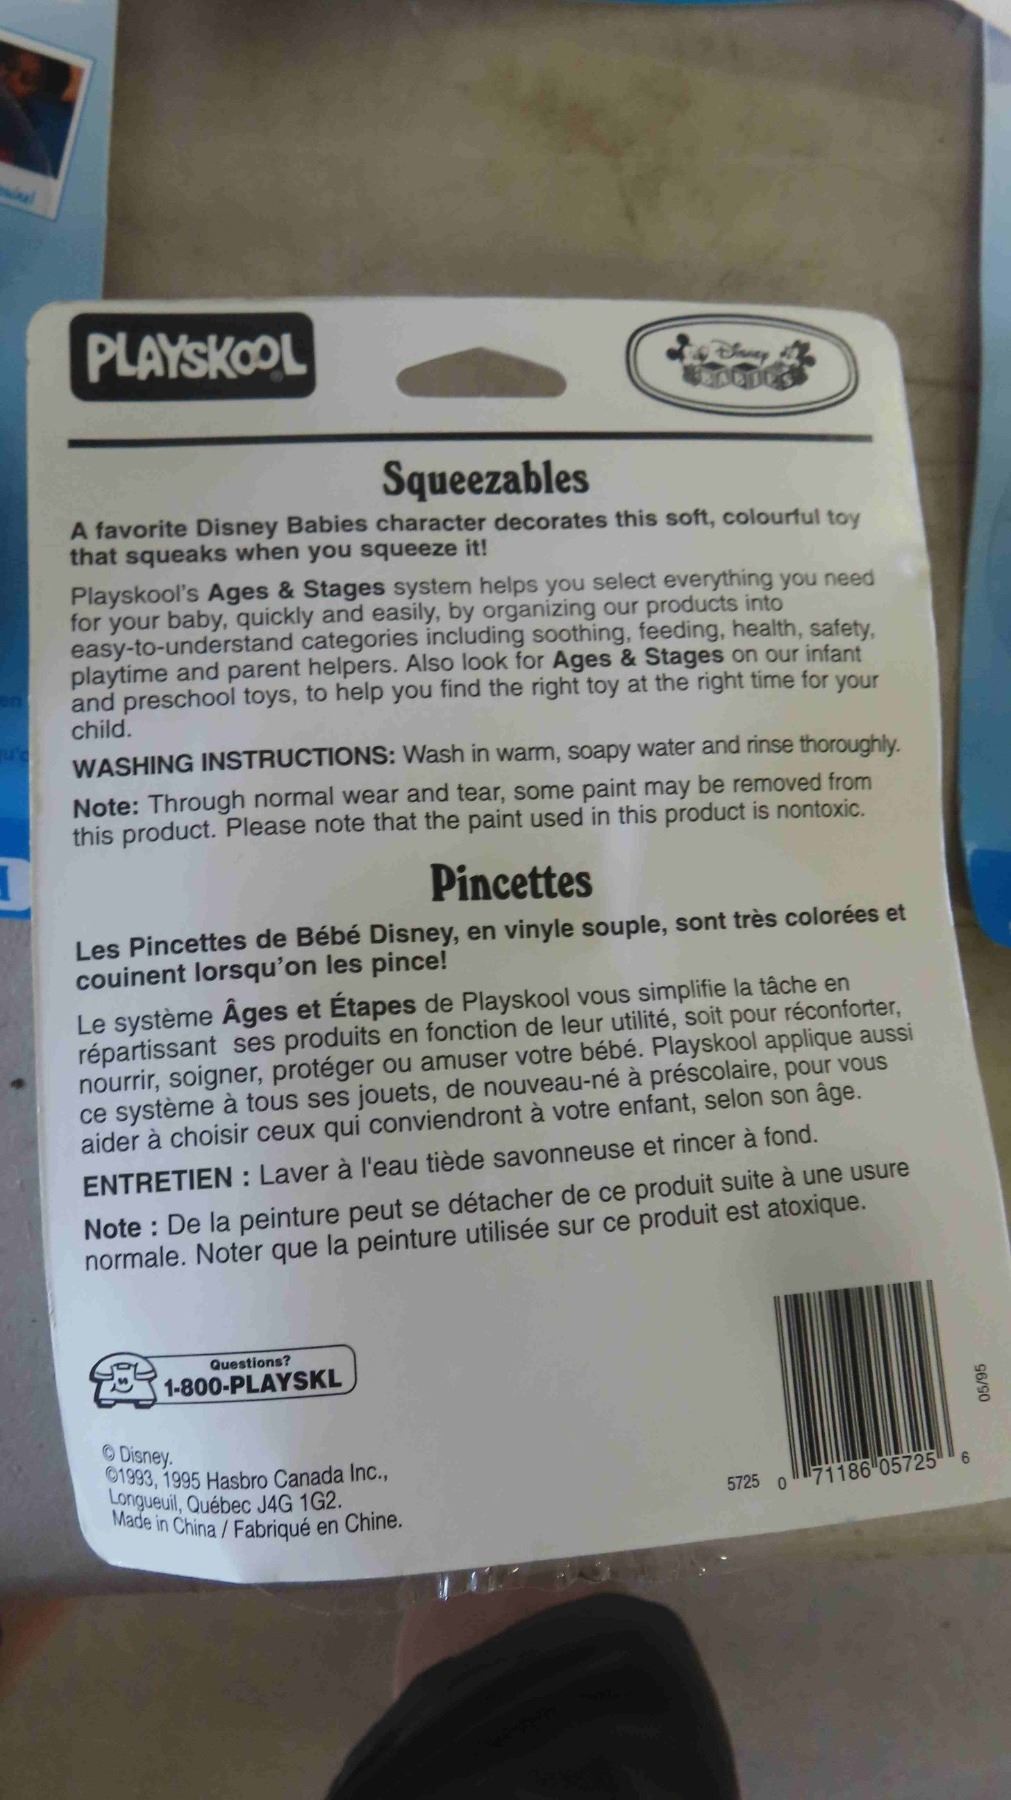 PLAYSKOOL
Disney
BABIES
Squeezables
A favorite Disney Babies character decorates this soft, colourful toy
that squeaks when you squeeze it!
Playskool's Ages & Stages system helps you select everything you need
for your baby, quickly and easily, by organizing our products into
easy-to-understand categories including soothing, feeding, health, safety,
playtime and parent helpers. Also look for Ages & Stages on our infant
and preschool toys, to help you find the right toy at the right time for your
child.
WASHING INSTRUCTIONS: Wash in warm, soapy water and rinse thoroughly.
Note: Through normal wear and tear, some paint may be removed from
this product. Please note that the paint used in this product is nontoxic.
Pincettes
Les Pincettes de Bébé Disney, en vinyle souple, sont très colorées et
couinent lorsqu'on les pince!
Le système Âges et Étapes de Playskool vous simplifie la tâche en
répartissant ses produits en fonction de leur utilité, soit pour réconforter,
nourrir, soigner, protéger ou amuser votre bébé. Playskool applique aussi
ce système à tous ses jouets, de nouveau-né à préscolaire, pour vous
aider à choisir ceux qui conviendront à votre enfant, selon son âge.
ENTRETIEN : Laver à l'eau tiède savonneuse et rincer à fond.
Note : De la peinture peut se détacher de ce produit suite à une usure
normale. Noter que la peinture utilisée sur ce produit est atoxique.
Questions?
1-800-PLAYSKL
© Disney.
©1993, 1995 Hasbro Canada Inc.,
Longueuil, Québec J4G 1G2.
Made in China / Fabriqué en Chine.
5725 0 71186 05725 6
05/95